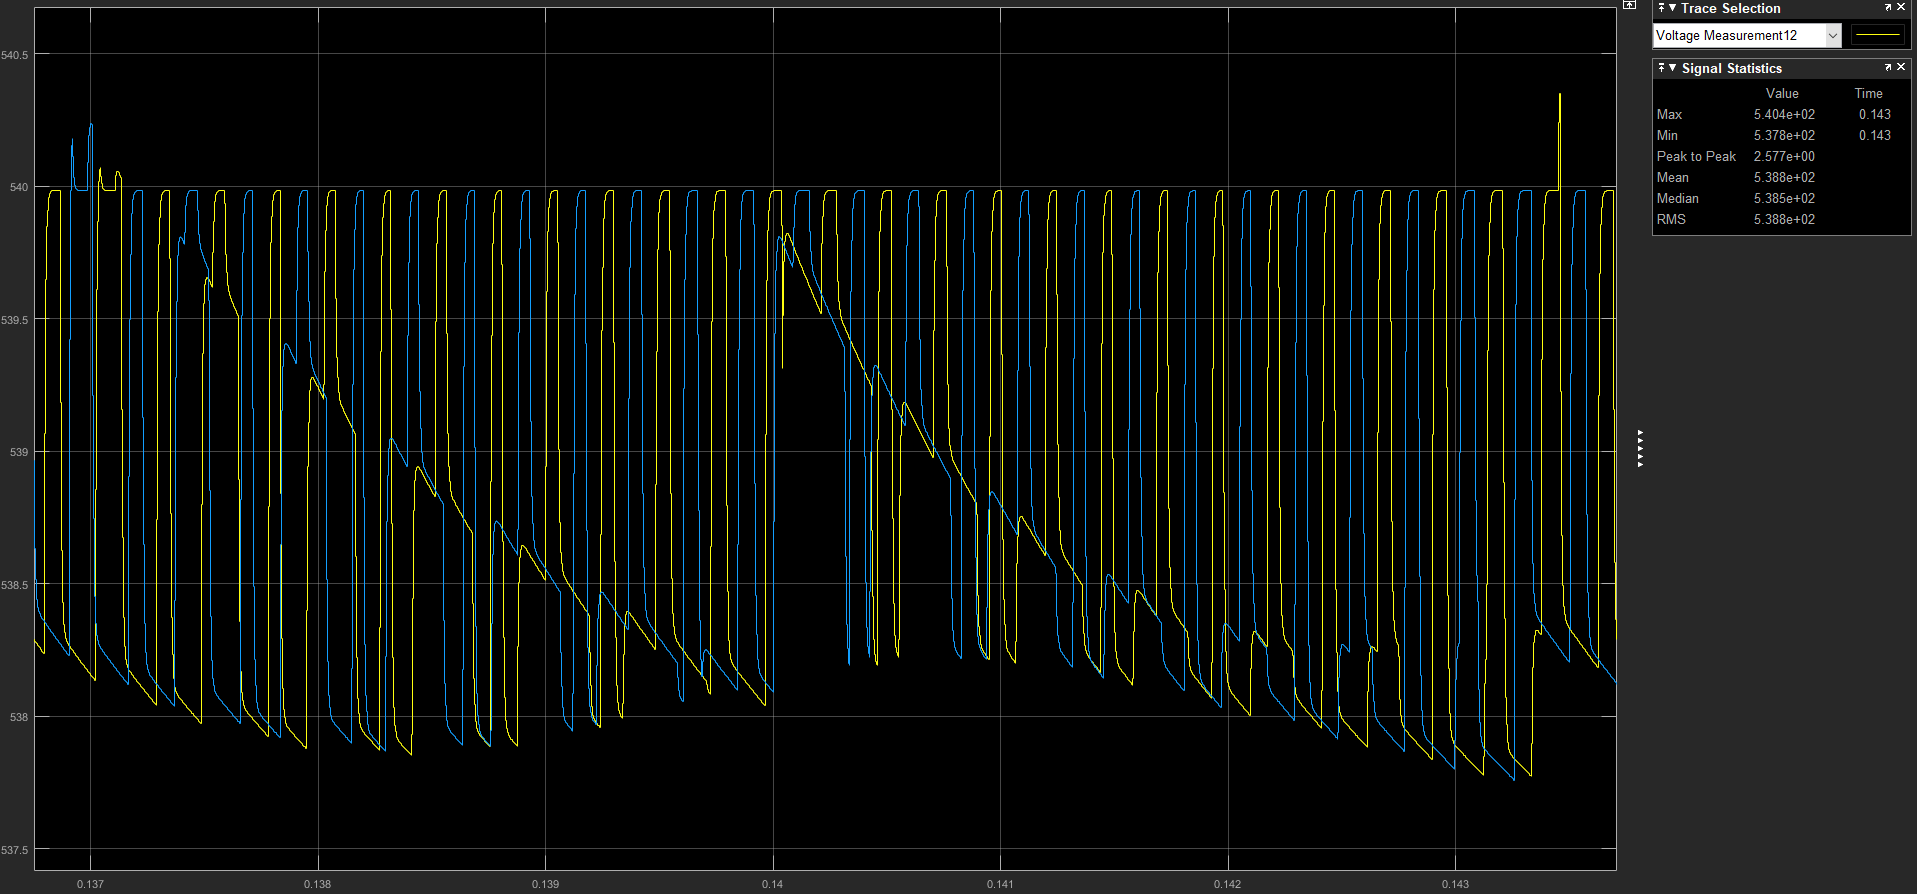 540.5
540
539.5
539
538.5
538
537.5
0.137 0.138 0.139 0.14 0.141 0.142 0.143
Trace Selection
Voltage Measurement12
Signal Statistics
Value Time
Max 5.404e+02 0.143
Min 5.378e+02 0.143
Peak to Peak 2.577e+00
Mean 5.388e+02
Median 5.385e+02
RMS 5.388e+02